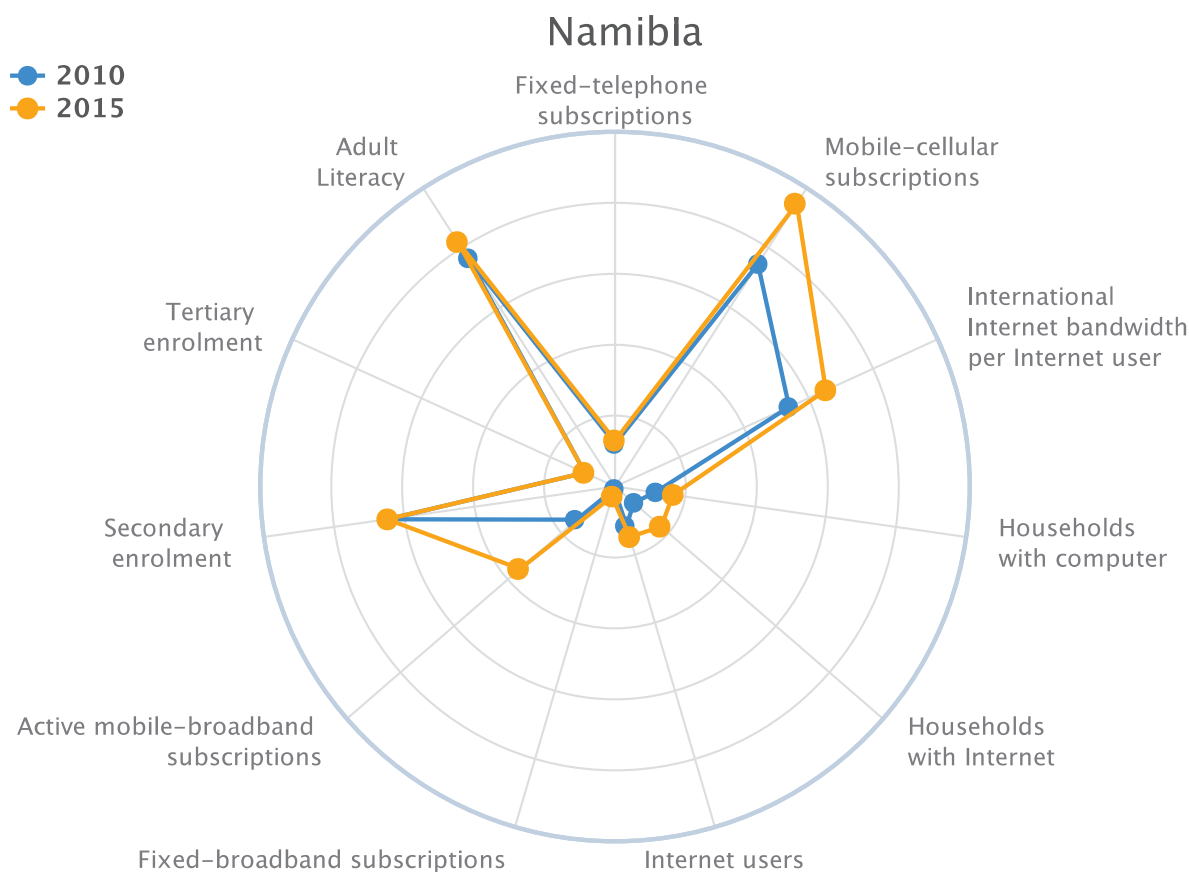 Namibla
2010
2015
Fixed-telephone
subscriptions
Mobile-cellular
subscriptions
International
Internet bandwidth
per Internet user
Households
with computer
Households
with Internet
Internet users
Fixed-broadband subscriptions
Active mobile-broadband
subscriptions
Secondary
enrolment
Tertiary
enrolment
Adult
Literacy